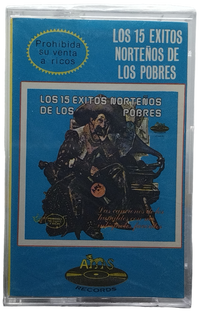 Prohibida
su venta
a ricos
LOS 15 EXITOS
NORTEÑOS DE
LOS POBRES
LOS 15 EXITOS NORTEÑOS
DE LOS POBRES
RECORDS